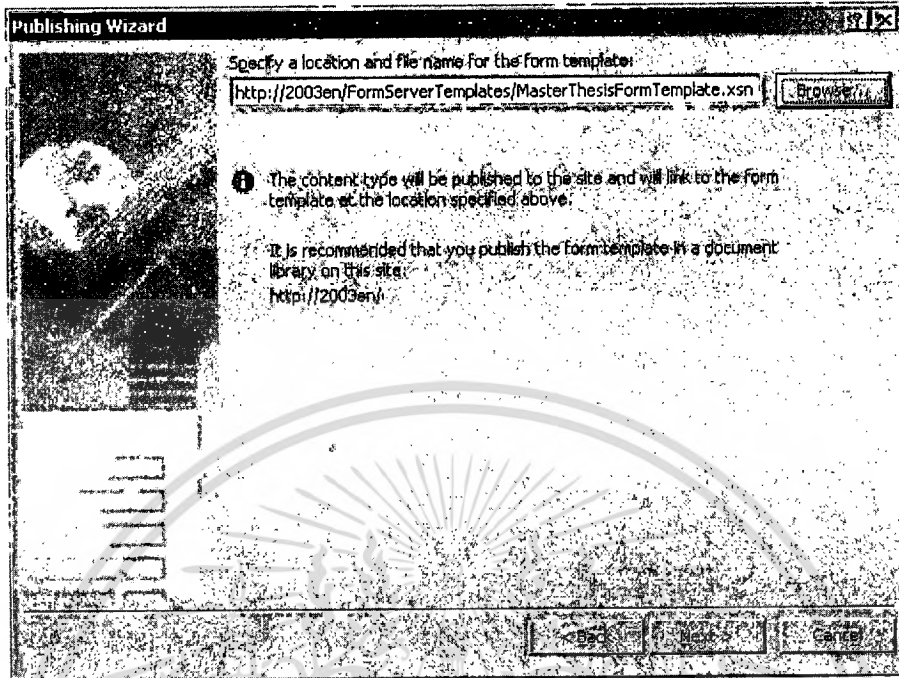 Publishing Wizard
Specify a location and file name for the form template:
http://2003en/FormServerTemplates/MasterThesisFormTemplate.xsn
Browse...
The content type will be published to the site and will link to the form
template at the location specified above.
It is recommended that you publish the form template in a document
library on this site:
http://2003en/
< Back Next > Cancel